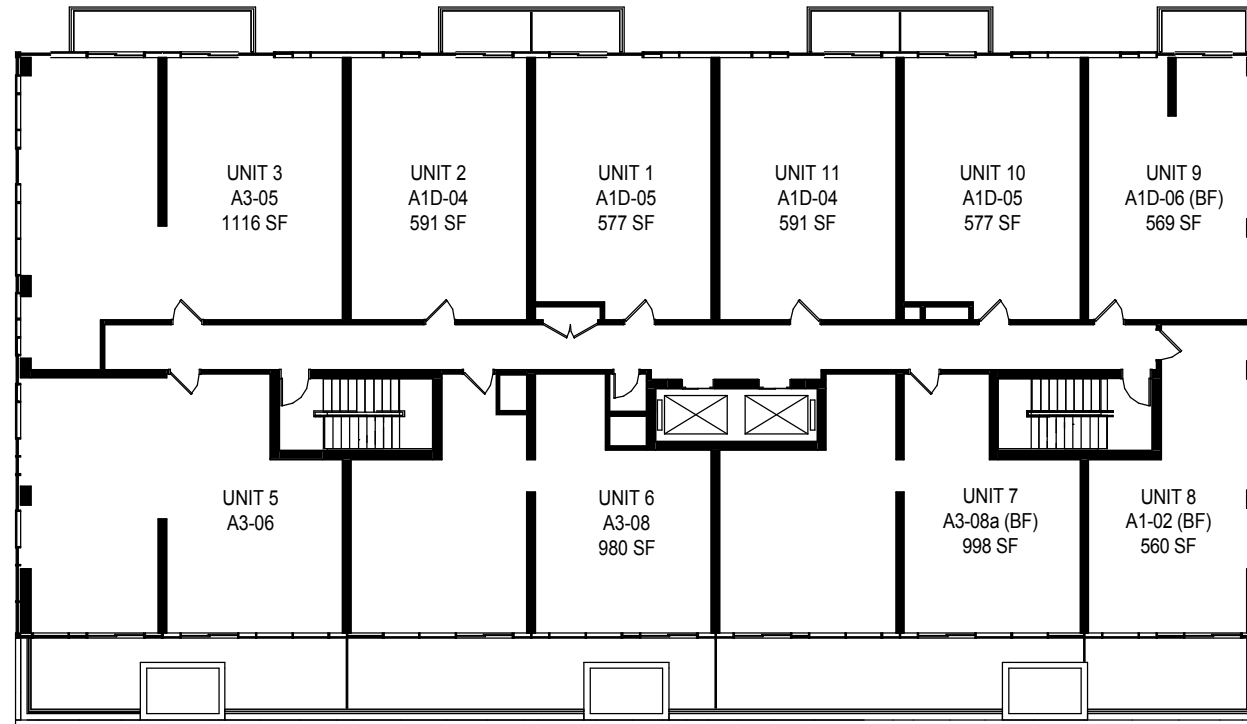 UNIT 3
A3-05
1116 SF
UNIT 2
A1D-04
591 SF
UNIT 1
A1D-05
577 SF
UNIT 11
A1D-04
591 SF
UNIT 10
A1D-05
577 SF
UNIT 9
A1D-06 (BF)
569 SF
UNIT 5
A3-06
UNIT 6
A3-08
980 SF
UNIT 7
A3-08a (BF)
998 SF
UNIT 8
A1-02 (BF)
560 SF